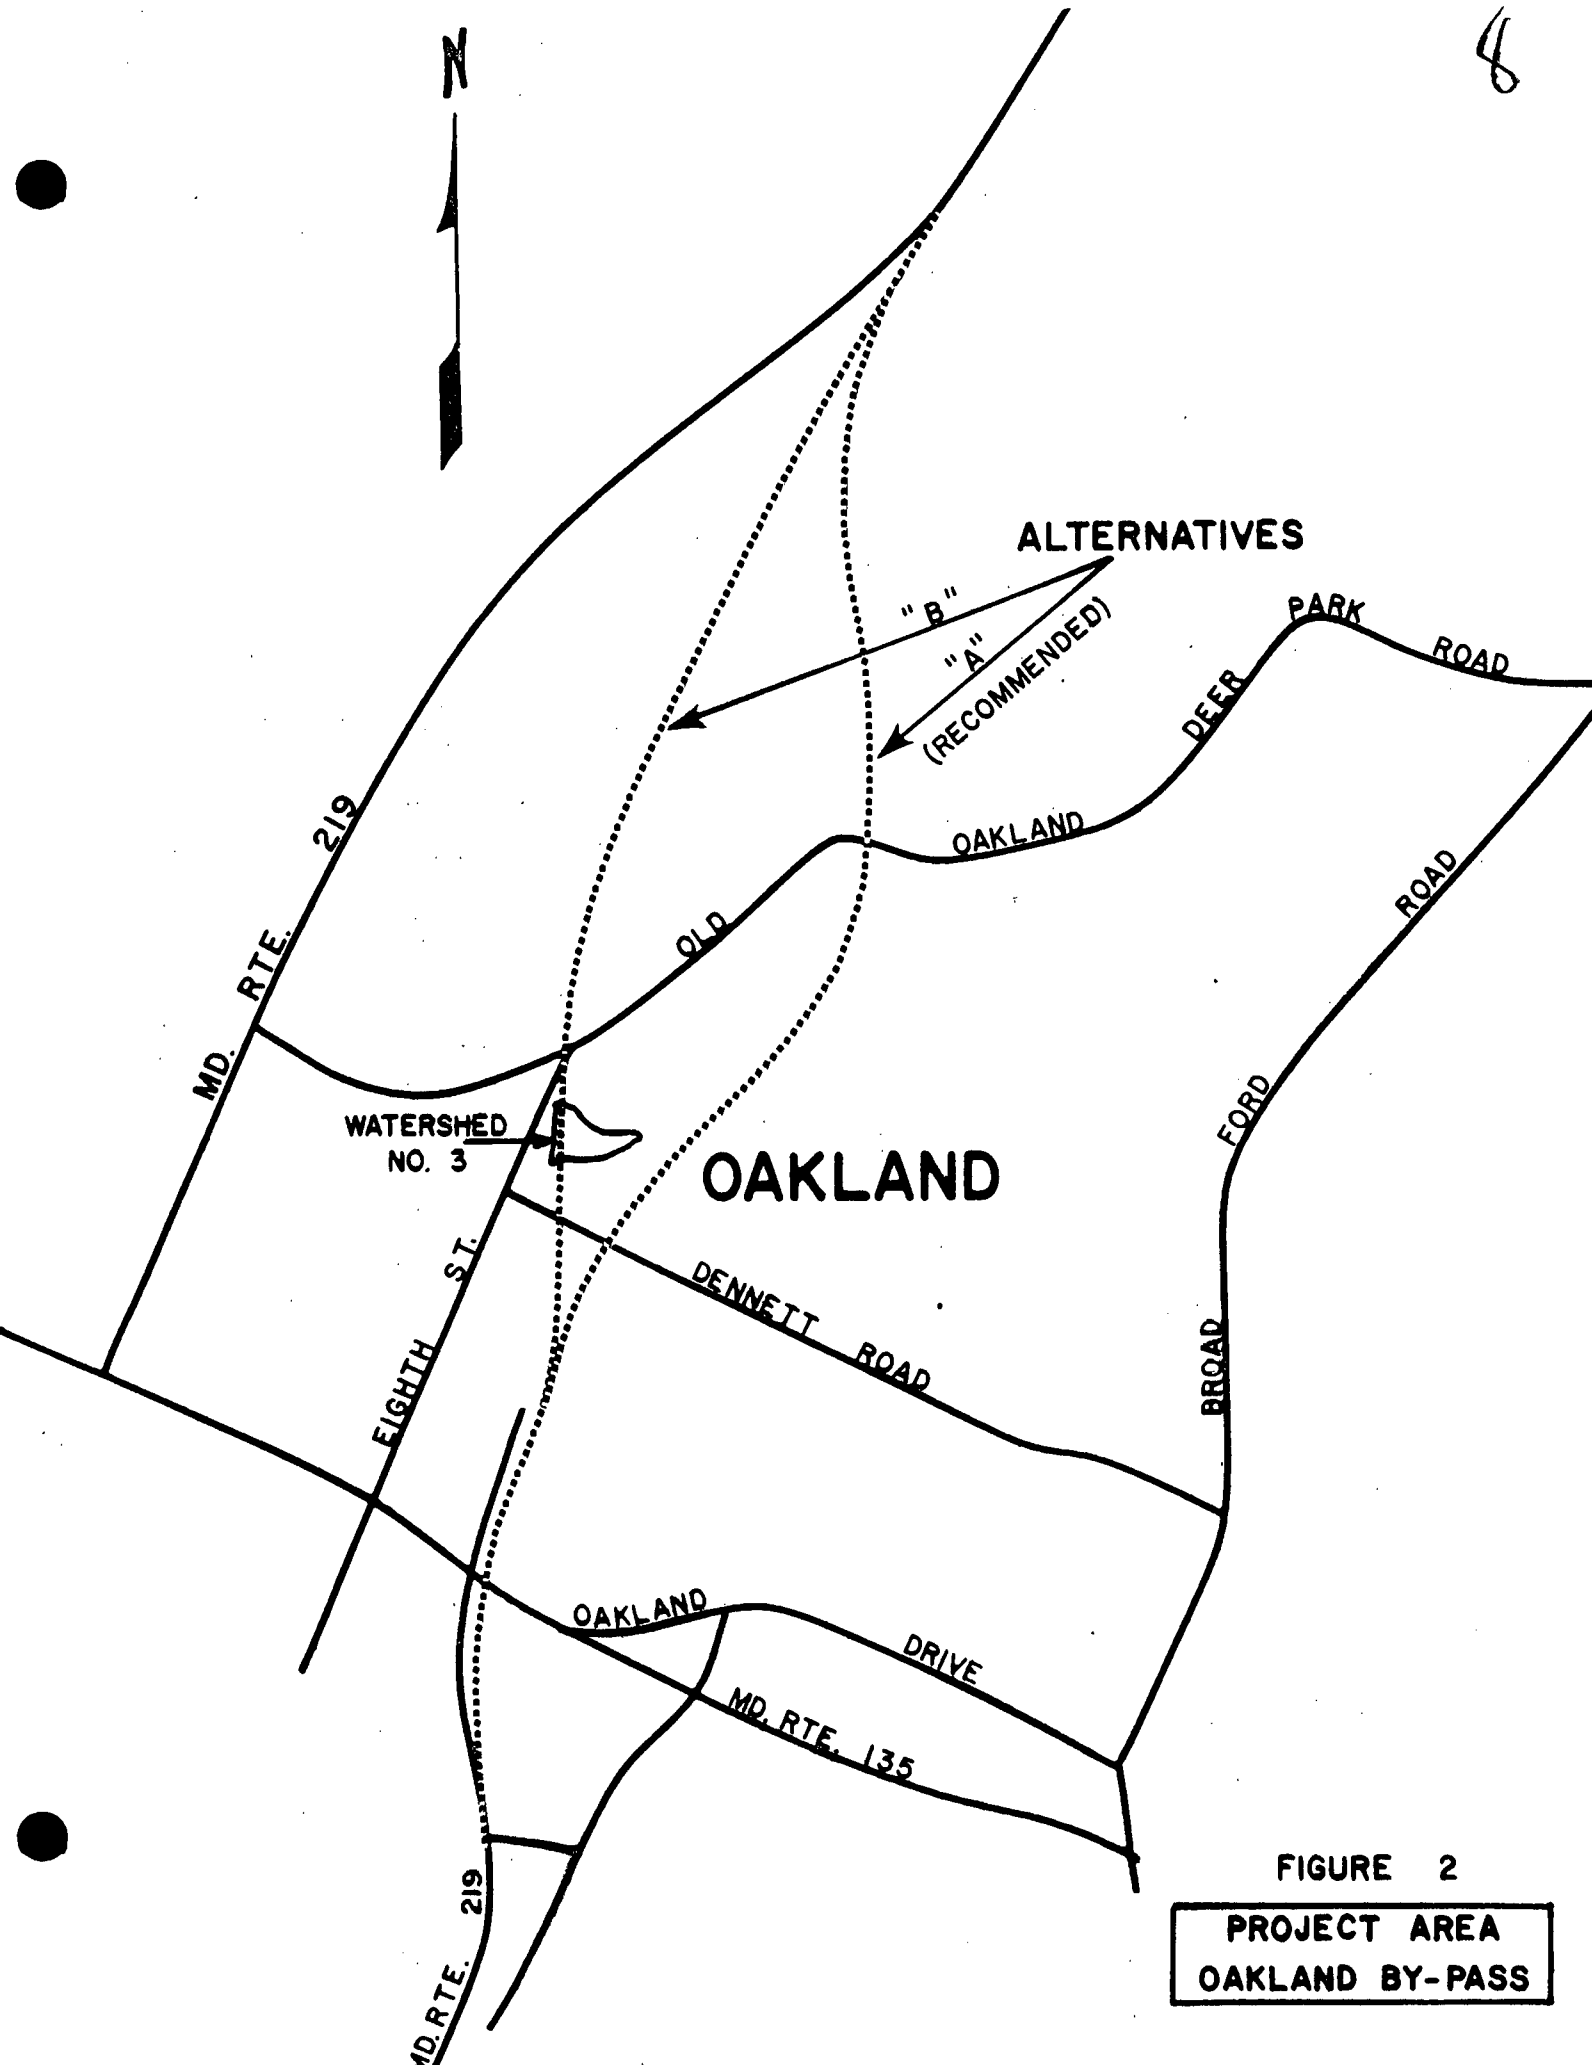 N
8
ALTERNATIVES
"B"
"A"
(RECOMMENDED)
OLD OAKLAND DEER PARK ROAD
MD. RTE. 219
BROAD FORD ROAD
WATERSHED
NO. 3
OAKLAND
EIGHTH ST.
DENNETT ROAD
OAKLAND DRIVE
MD. RTE. 135
MD. RTE. 219
FIGURE 2
PROJECT AREA
OAKLAND BY-PASS